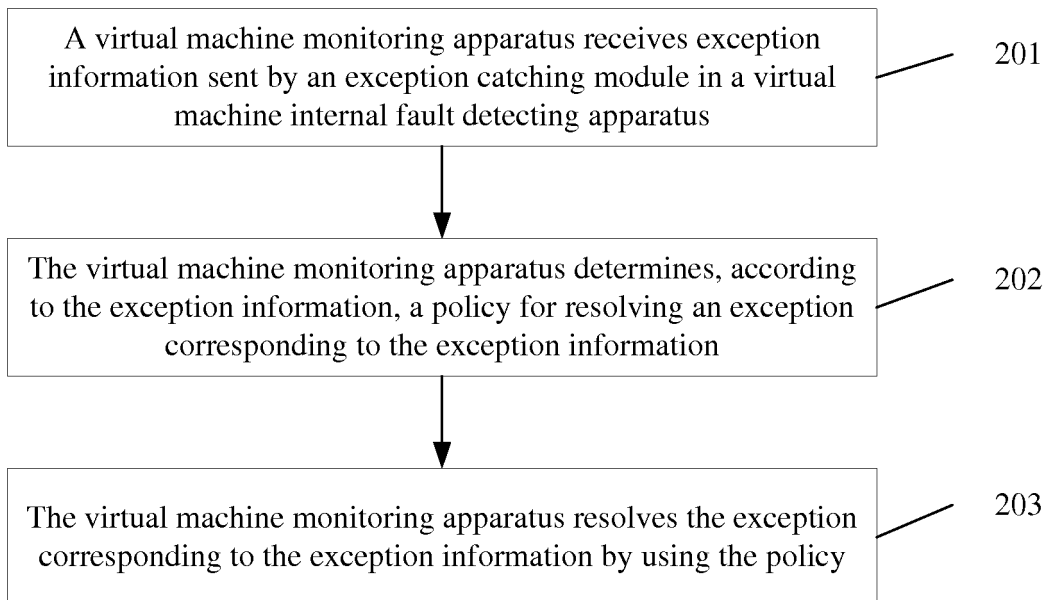 A virtual machine monitoring apparatus receives exception
information sent by an exception catching module in a virtual
machine internal fault detecting apparatus
201
The virtual machine monitoring apparatus determines, according
to the exception information, a policy for resolving an exception
corresponding to the exception information
202
The virtual machine monitoring apparatus resolves the exception
corresponding to the exception information by using the policy
203